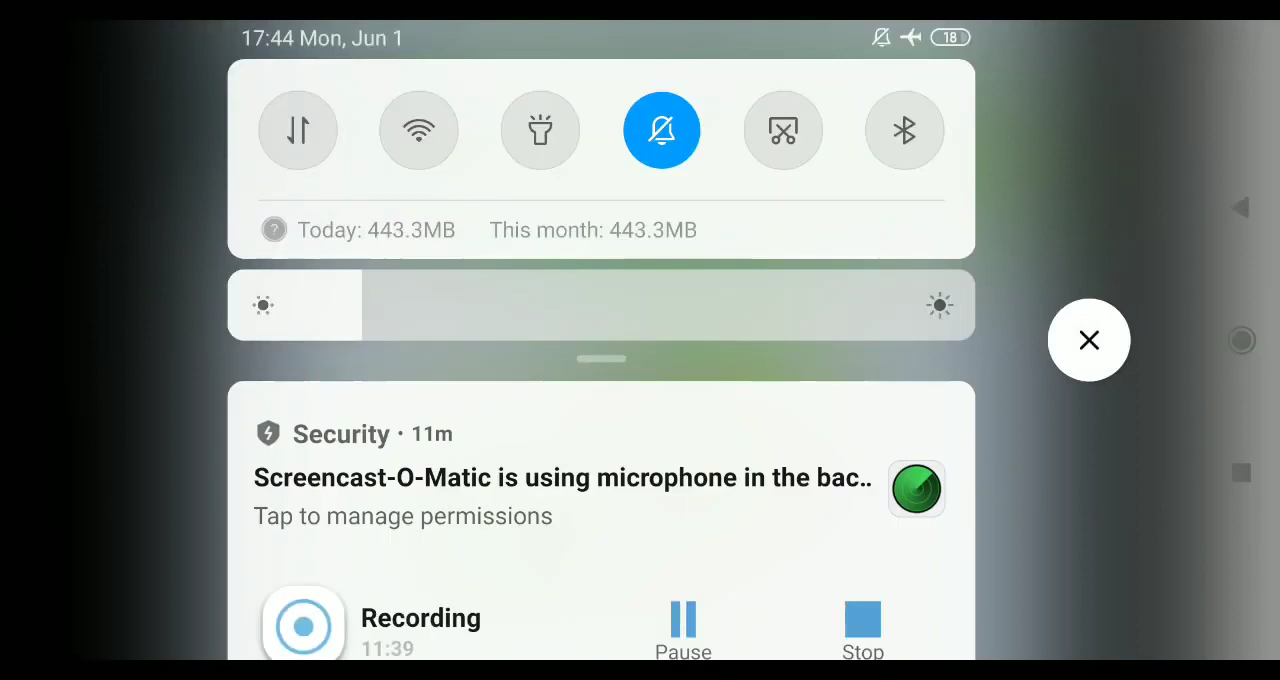 17:44 Mon, Jun 1
18
Today: 443.3MB This month: 443.3MB
Security · 11m
Screencast-O-Matic is using microphone in the bac..
Tap to manage permissions
Recording
11:39
Pause
Stop